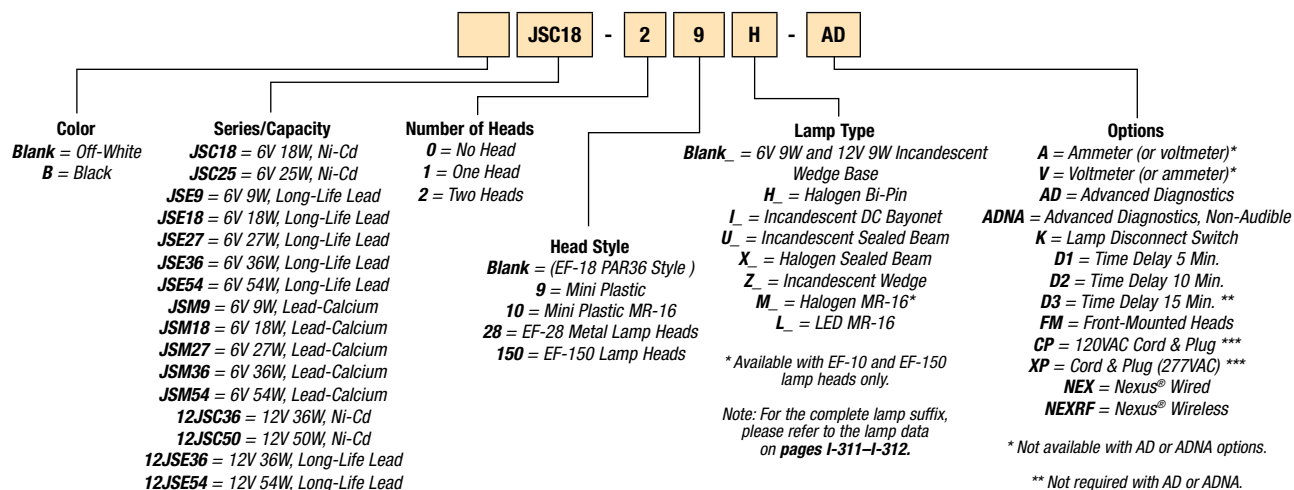 JSC18 - 2 9 H - AD
Color
Blank = Off-White
B = Black
Series/Capacity
JSC18 = 6V 18W, Ni-Cd
JSC25 = 6V 25W, Ni-Cd
JSE9 = 6V 9W, Long-Life Lead
JSE18 = 6V 18W, Long-Life Lead
JSE27 = 6V 27W, Long-Life Lead
JSE36 = 6V 36W, Long-Life Lead
JSE54 = 6V 54W, Long-Life Lead
JSM9 = 6V 9W, Lead-Calcium
JSM18 = 6V 18W, Lead-Calcium
JSM27 = 6V 27W, Lead-Calcium
JSM36 = 6V 36W, Lead-Calcium
JSM54 = 6V 54W, Lead-Calcium
12JSC36 = 12V 36W, Ni-Cd
12JSC50 = 12V 50W, Ni-Cd
12JSE36 = 12V 36W, Long-Life Lead
12JSE54 = 12V 54W, Long-Life Lead
Number of Heads
0 = No Head
1 = One Head
2 = Two Heads
Head Style
Blank = (EF-18 PAR36 Style )
9 = Mini Plastic
10 = Mini Plastic MR-16
28 = EF-28 Metal Lamp Heads
150 = EF-150 Lamp Heads
Lamp Type
Blank_ = 6V 9W and 12V 9W Incandescent
Wedge Base
H_ = Halogen Bi-Pin
I_ = Incandescent DC Bayonet
U_ = Incandescent Sealed Beam
X_ = Halogen Sealed Beam
Z_ = Incandescent Wedge
M_ = Halogen MR-16*
L_ = LED MR-16
* Available with EF-10 and EF-150
lamp heads only.
Note: For the complete lamp suffix,
please refer to the lamp data
on pages I-311–I-312.
Options
A = Ammeter (or voltmeter)*
V = Voltmeter (or ammeter)*
AD = Advanced Diagnostics
ADNA = Advanced Diagnostics, Non-Audible
K = Lamp Disconnect Switch
D1 = Time Delay 5 Min.
D2 = Time Delay 10 Min.
D3 = Time Delay 15 Min. **
FM = Front-Mounted Heads
CP = 120VAC Cord & Plug ***
XP = Cord & Plug (277VAC) ***
NEX = Nexus® Wired
NEXRF = Nexus® Wireless
* Not available with AD or ADNA options.
** Not required with AD or ADNA.